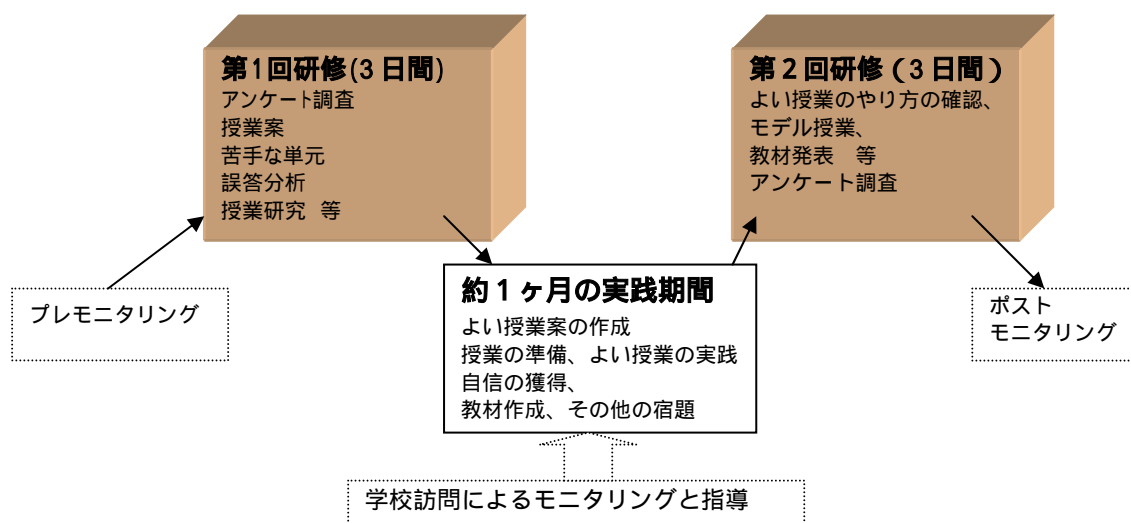 第1回研修(3日間)
アンケート調査
授業案
苦手な単元
誤答分析
授業研究 等
第2回研修(3日間)
よい授業のやり方の確認、
モデル授業、
教材発表 等
アンケート調査
プレモニタリング
約1ヶ月の実践期間
よい授業案の作成
授業の準備、よい授業の実践
自信の獲得、
教材作成、その他の宿題
ポスト
モニタリング
学校訪問によるモニタリングと指導